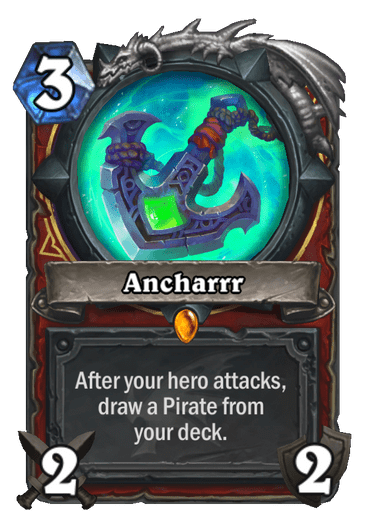 3
Ancharrr
After your hero attacks,
draw a Pirate from
your deck.
2
2